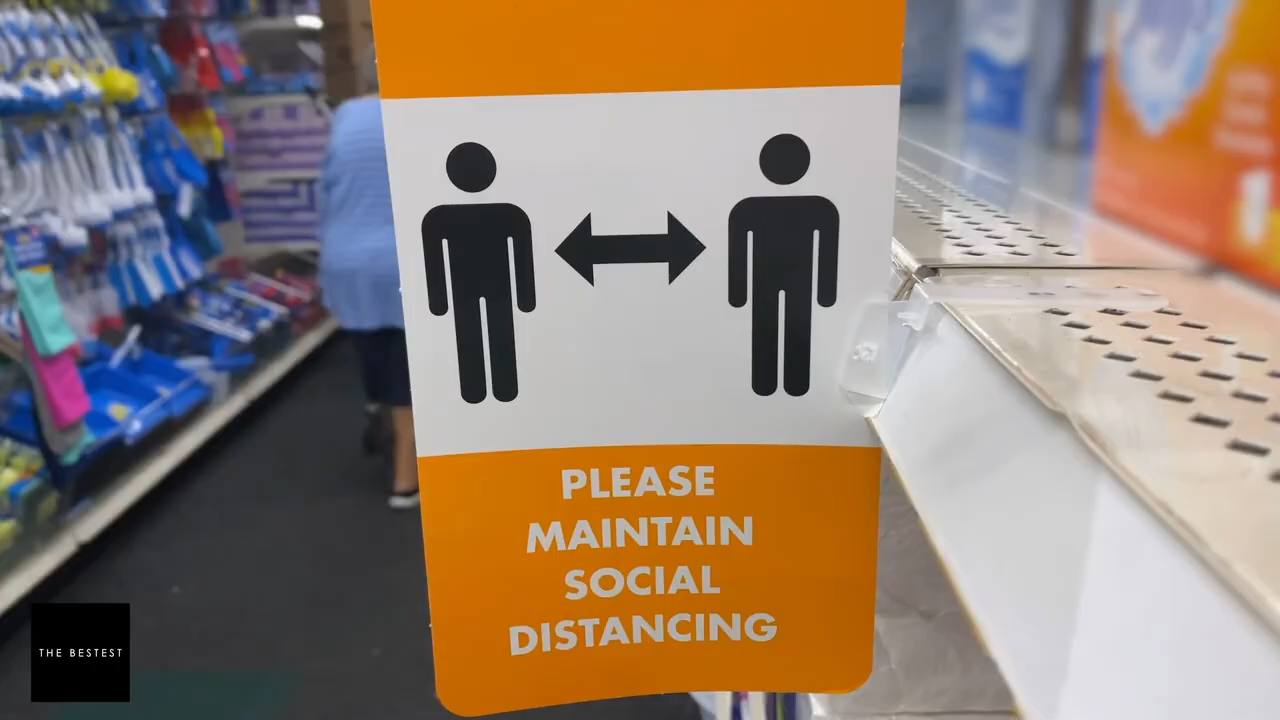 PLEASE
MAINTAIN
SOCIAL
DISTANCING
THE BESTEST